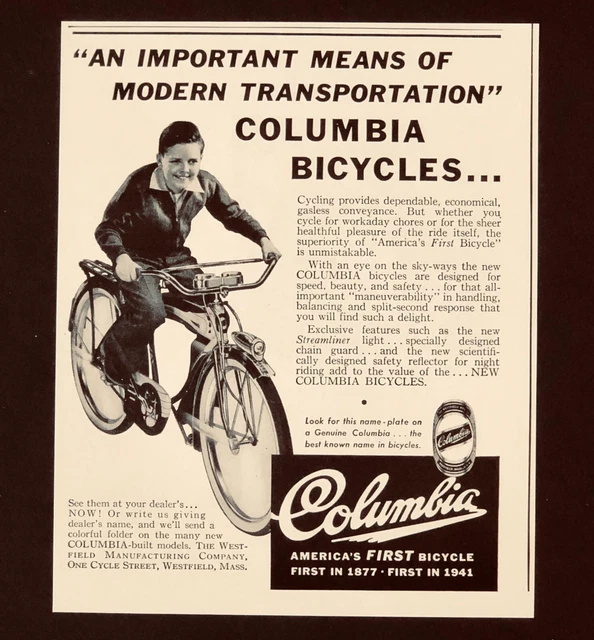 “AN IMPORTANT MEANS OF
MODERN TRANSPORTATION”
COLUMBIA
BICYCLES...
Cycling provides dependable, economical,
gasless conveyance. But whether you
cycle for workaday chores or for the sheer
healthful pleasure of the ride itself, the
superiority of “America's First Bicycle”
is unmistakable.
With an eye on the sky-ways the new
COLUMBIA bicycles are designed for
speed, beauty, and safety . . . for that all-
important “maneuverability” in handling,
balancing and split-second response that
you will find such a delight.
Exclusive features such as the new
Streamliner light . . . specially designed
chain guard . . . and the new scientifi-
cally designed safety reflector for night
riding add to the value of the . . . NEW
COLUMBIA BICYCLES.
Look for this name-plate on
a Genuine Columbia . . . the
best known name in bicycles.
Columbia
See them at your dealer's...
NOW! Or write us giving
dealer's name, and we'll send a
colorful folder on the many new
COLUMBIA-built models. THE WEST-
FIELD MANUFACTURING COMPANY,
ONE CYCLE STREET, WESTFIELD, MASS.
Columbia
AMERICA'S FIRST BICYCLE
FIRST IN 1877 · FIRST IN 1941